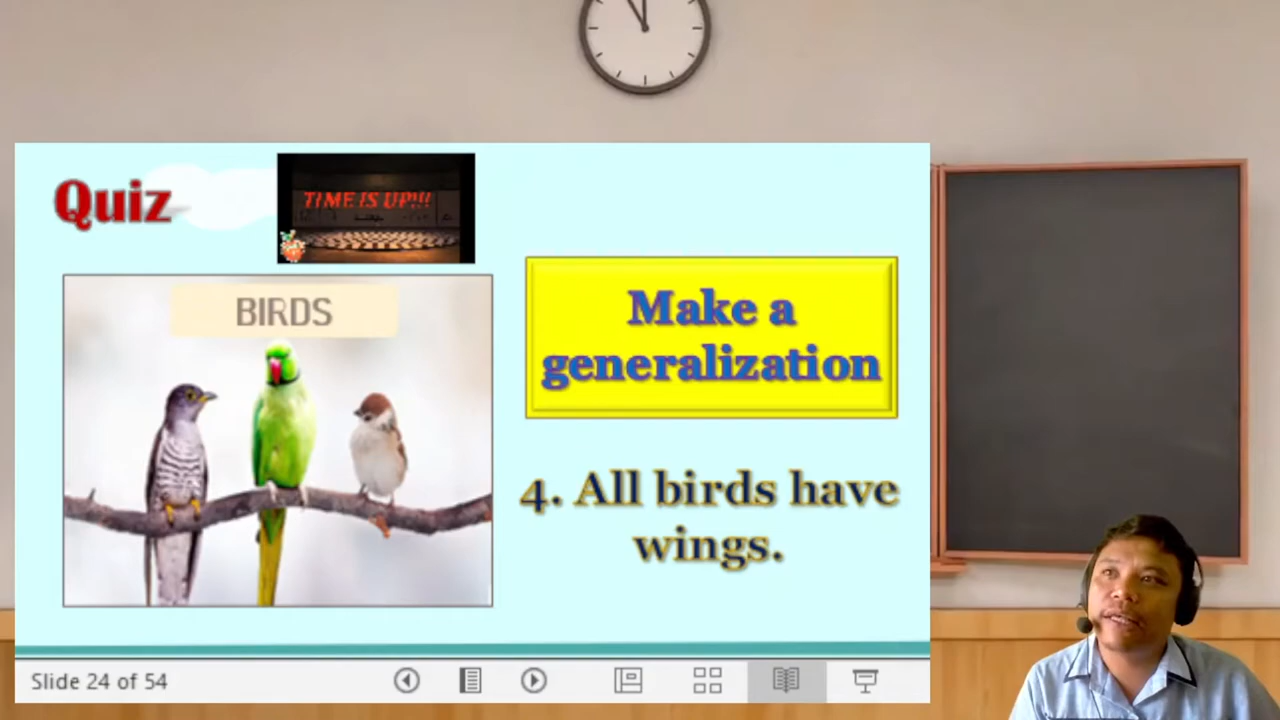 Quiz
TIME IS UP!!!
BIRDS
Make a
generalization
4. All birds have
wings.
Slide 24 of 54